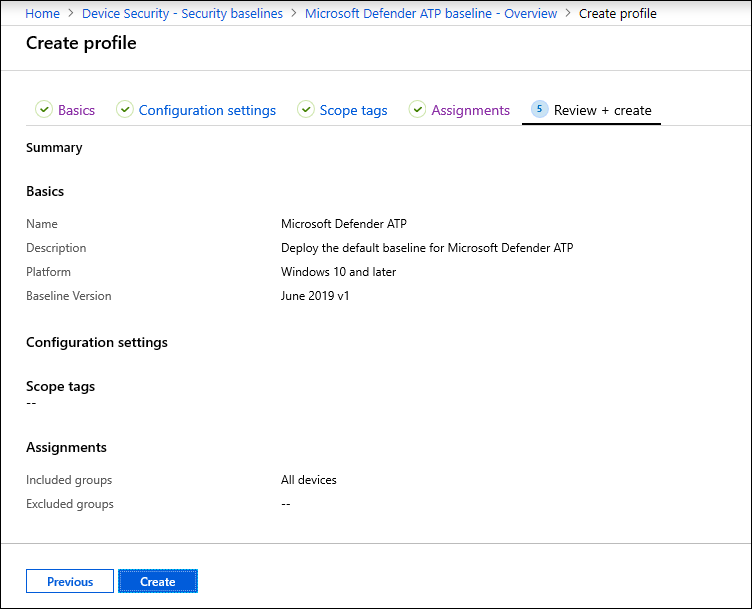 Home > Device Security - Security baselines > Microsoft Defender ATP baseline - Overview > Create profile
Create profile
Basics Configuration settings Scope tags Assignments 5 Review + create
Summary
Basics
Name Microsoft Defender ATP
Description Deploy the default baseline for Microsoft Defender ATP
Platform Windows 10 and later
Baseline Version June 2019 v1
Configuration settings
Scope tags
--
Assignments
Included groups All devices
Excluded groups --
Previous Create